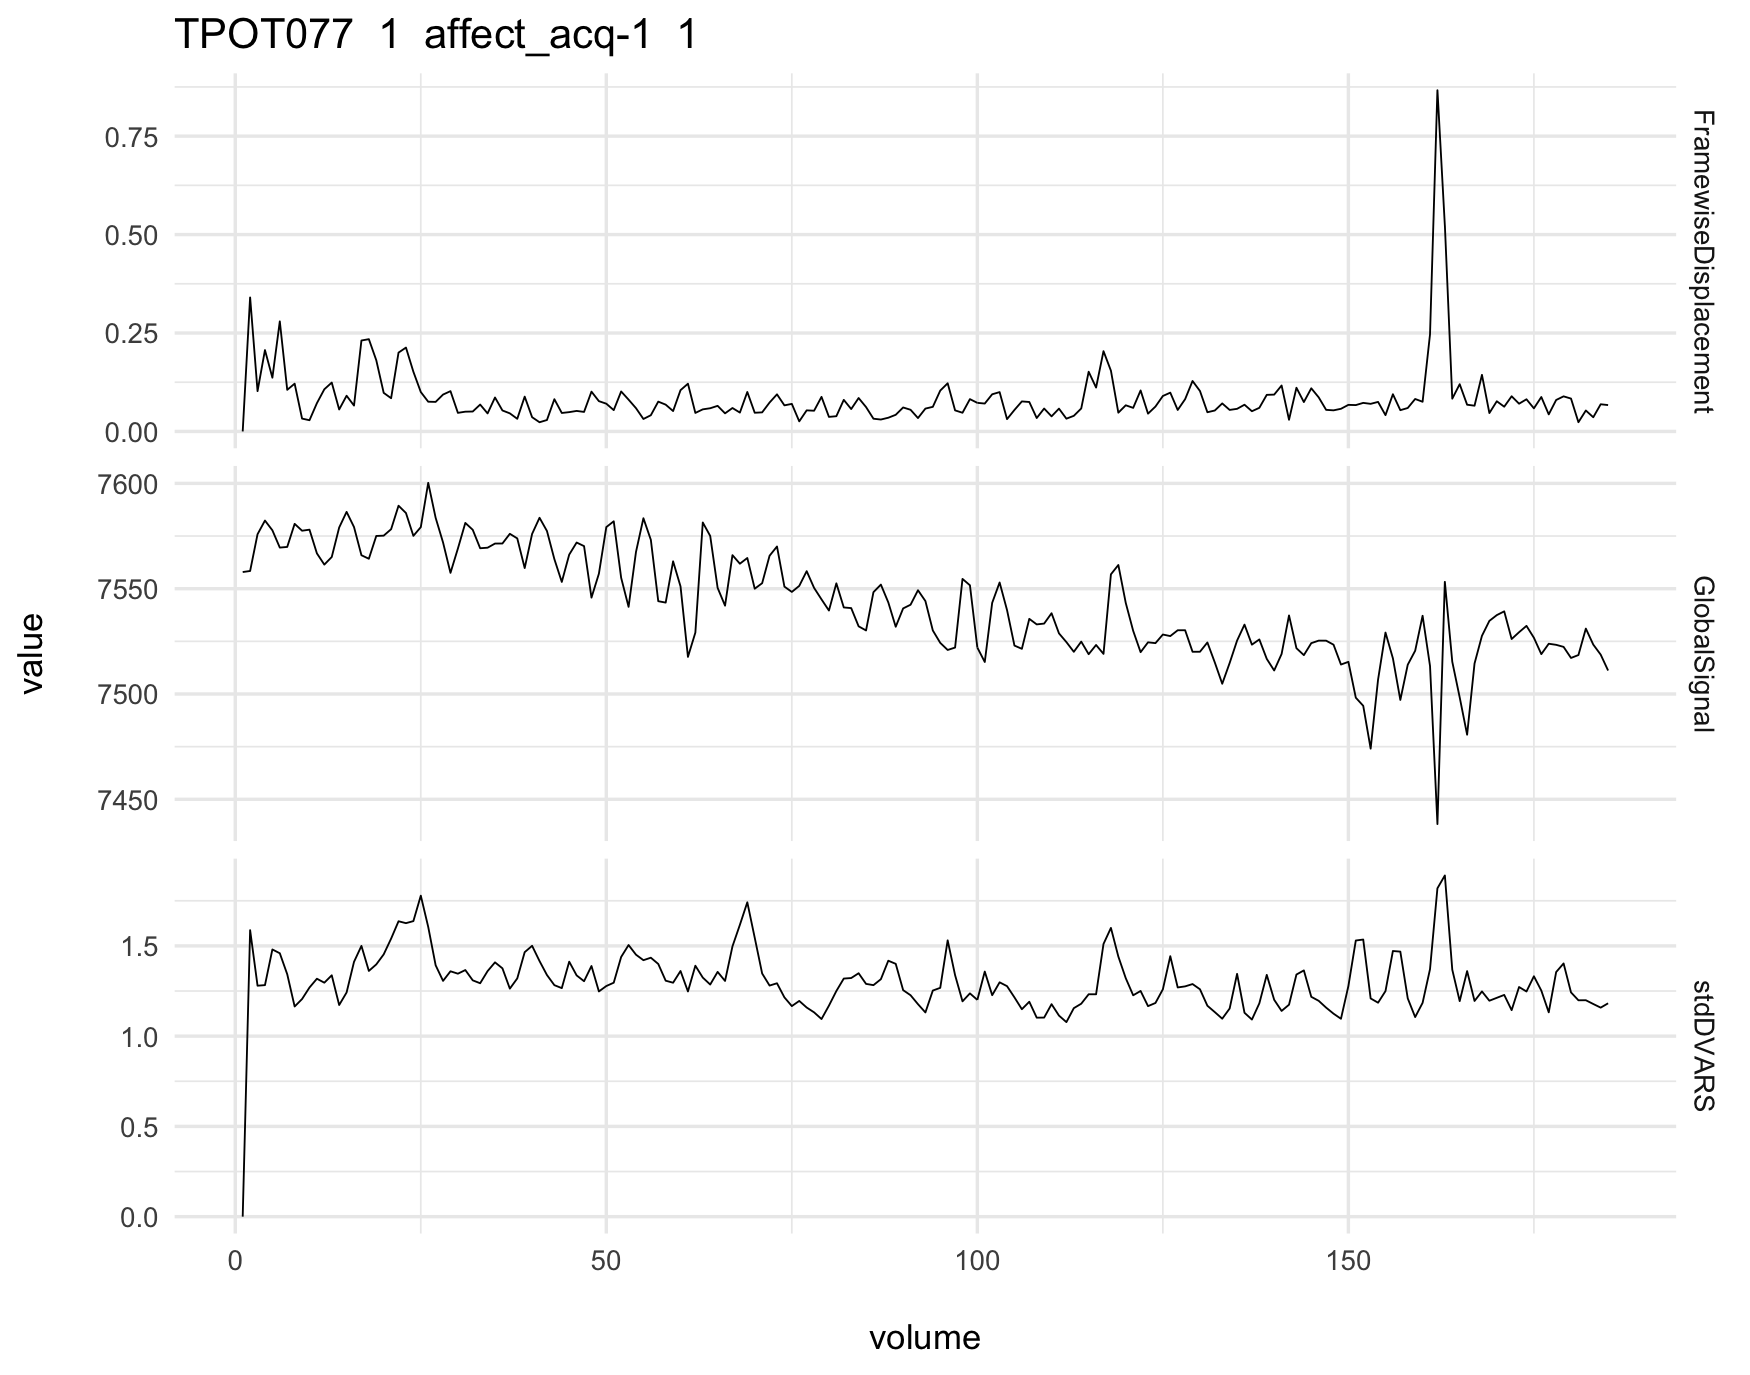 TPOT077 1 affect_acq-1 1
0.75
0.50
0.25
0.00
FramewiseDisplacement
7600
7550
7500
7450
GlobalSignal
1.5
1.0
0.5
0.0
stdDVARS
value
0 50 100 150
volume